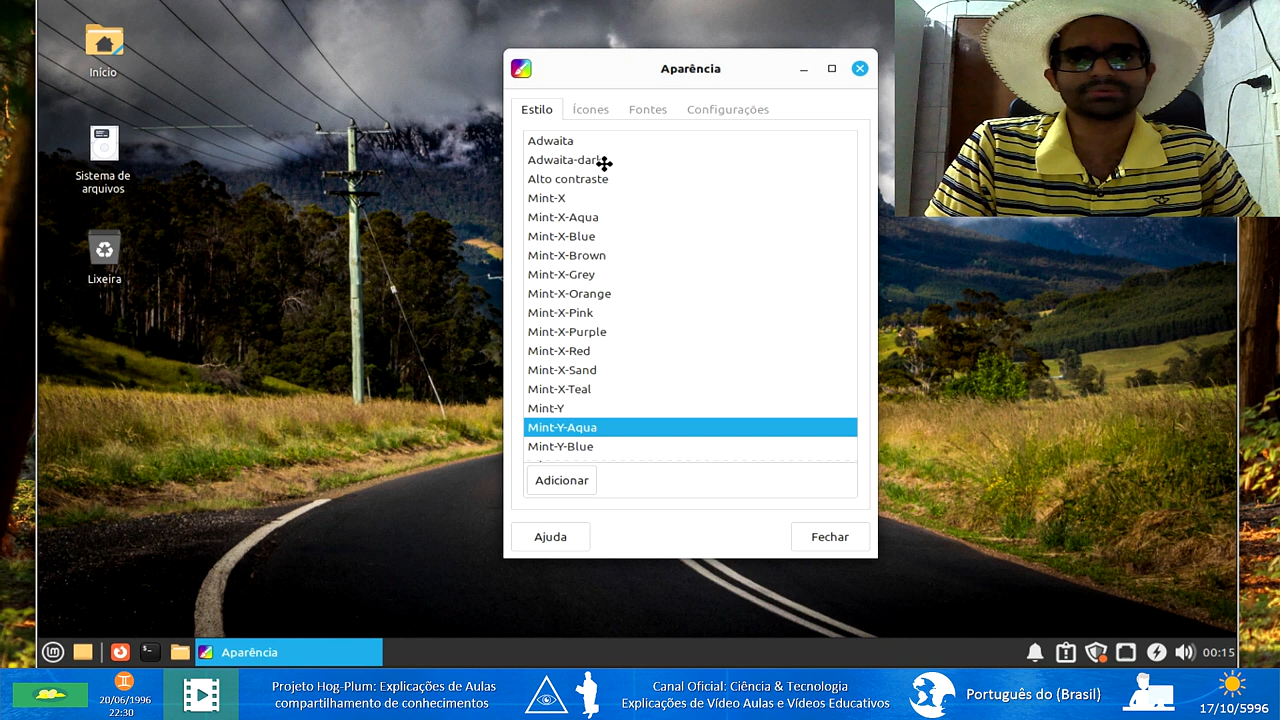 Início
Sistema de
arquivos
Lixeira
Aparência
Estilo
Ícones
Fontes
Configurações
Adwaita
Adwaita-dark
Alto contraste
Mint-X
Mint-X-Aqua
Mint-X-Blue
Mint-X-Brown
Mint-X-Grey
Mint-X-Orange
Mint-X-Pink
Mint-X-Purple
Mint-X-Red
Mint-X-Sand
Mint-X-Teal
Mint-Y
Mint-Y-Aqua
Mint-Y-Blue
Adicionar
Ajuda
Fechar
Aparência
00:15
20/06/1996
22:30
Projeto Hog-Plum: Explicações de Aulas
compartilhamento de conhecimentos
Canal Oficial: Ciência & Tecnologia
Explicações de Vídeo Aulas e Vídeos Educativos
Português do (Brasil)
17/10/5996